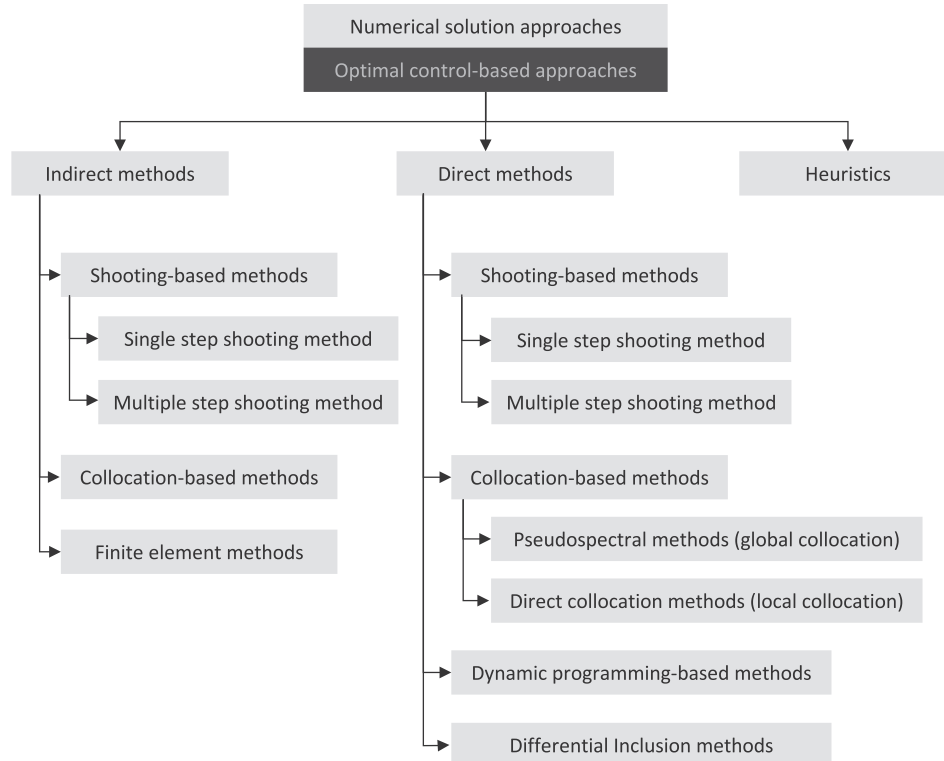 Numerical solution approaches
Optimal control-based approaches
Indirect methods
Direct methods
Heuristics
Shooting-based methods
Single step shooting method
Multiple step shooting method
Collocation-based methods
Finite element methods
Shooting-based methods
Single step shooting method
Multiple step shooting method
Collocation-based methods
Pseudospectral methods (global collocation)
Direct collocation methods (local collocation)
Dynamic programming-based methods
Differential Inclusion methods